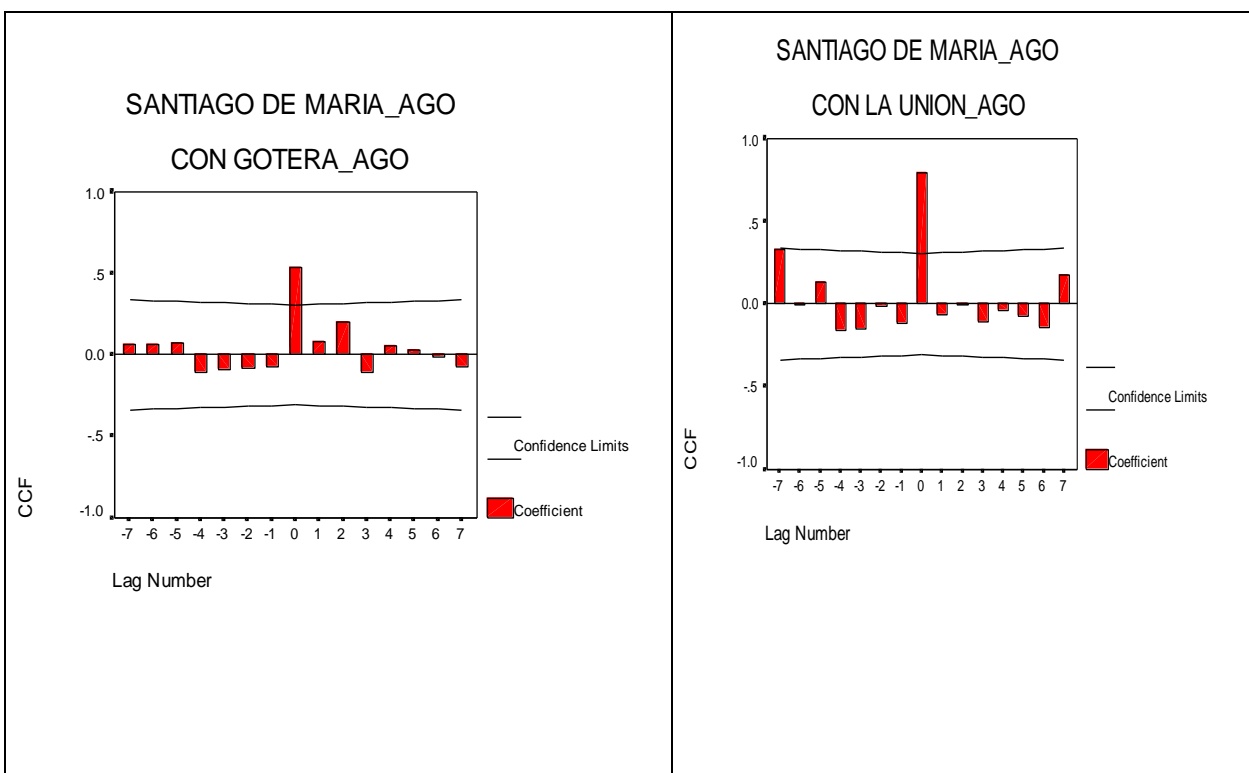 SANTIAGO DE MARIA_AGO
CON GOTERA_AGO
1.0
.5
0.0
-.5
-1.0
CCF
-7 -6 -5 -4 -3 -2 -1 0 1 2 3 4 5 6 7
Lag Number
Confidence Limits
Coefficient
SANTIAGO DE MARIA_AGO
CON LA UNION_AGO
1.0
.5
0.0
-.5
-1.0
CCF
-7 -6 -5 -4 -3 -2 -1 0 1 2 3 4 5 6 7
Lag Number
Confidence Limits
Coefficient